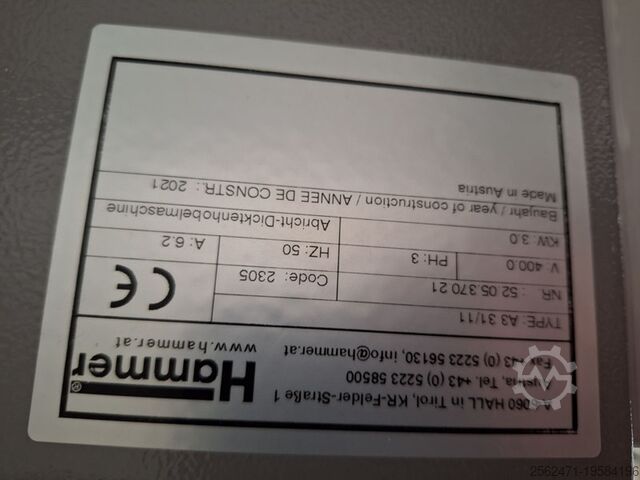 Hammer®
A-6060 HALL in Tirol, KR-Felder-Straße 1
Austria, Tel. +43 (0) 5223 58500
Fax +43 (0) 5223 56130, info@hammer.at
www.hammer.at
TYPE: A3 31/11
NR.: 52 05 370 21 Code: 2305
V: 400.0 PH: 3 HZ: 50 A: 6.2
KW: 3.0 Abricht-Dicktenhobelmaschine
CE
Baujahr / year of construction / ANNEE DE CONSTR.: 2021
Made in Austria
2562471-19584196